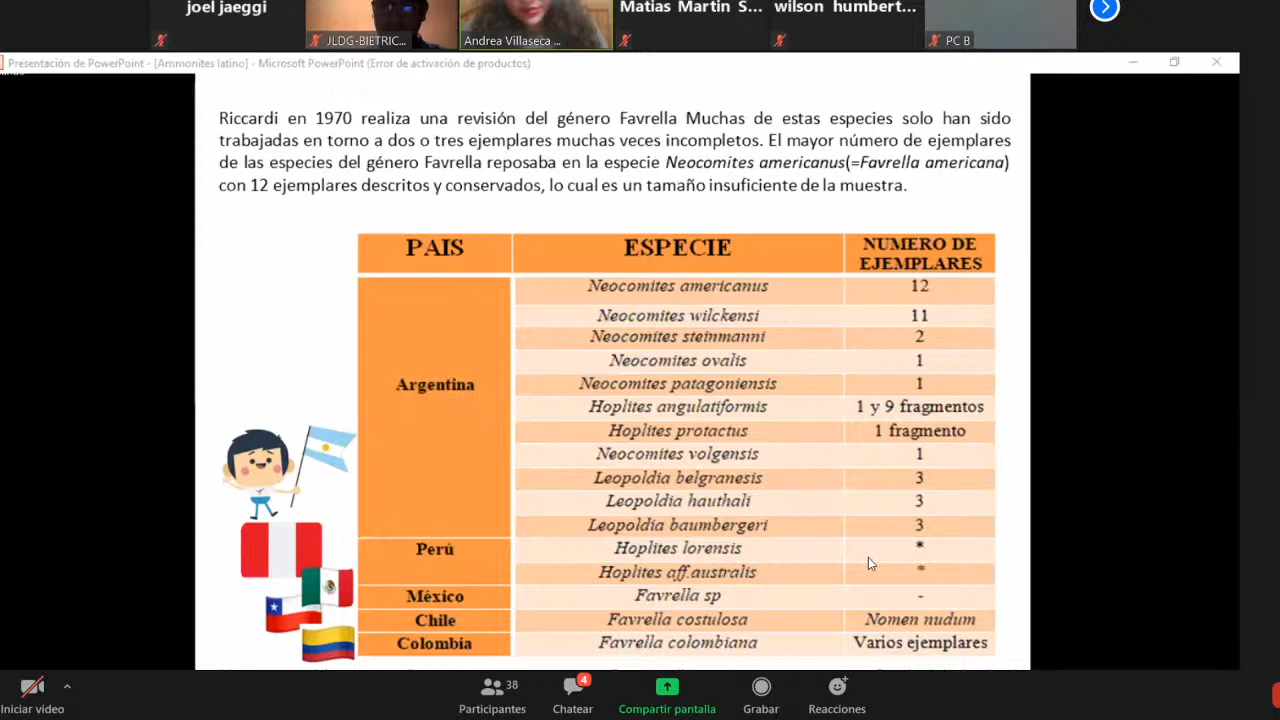 joel jaeggi
JLDG-BIETRIC...
Andrea Villaseca ...
Matias Martin S...
wilson humbert...
PC B
Presentación de PowerPoint - [Ammonites latino] - Microsoft PowerPoint (Error de activación de productos)
Riccardi en 1970 realiza una revisión del género Favrella Muchas de estas especies solo han sido
trabajadas en torno a dos o tres ejemplares muchas veces incompletos. El mayor número de ejemplares
de las especies del género Favrella reposaba en la especie Neocomites americanus(=Favrella americana)
con 12 ejemplares descritos y conservados, lo cual es un tamaño insuficiente de la muestra.
PAIS ESPECIE NUMERO DE
EJEMPLARES
Neocomites americanus 12
Neocomites wilckensi 11
Neocomites steinmanni 2
Neocomites ovalis 1
Argentina Neocomites patagoniensis 1
Hoplites angulatiformis 1 y 9 fragmentos
Hoplites protactus 1 fragmento
Neocomites volgensis 1
Leopoldia belgranesis 3
Leopoldia hauthali 3
Leopoldia baumbergeri 3
Perú Hoplites lorensis *
Hoplites aff.australis *
México Favrella sp -
Chile Favrella costulosa Nomen nudum
Colombia Favrella colombiana Varios ejemplares
38
4
Iniciar video
Participantes
Chatear
Compartir pantalla
Grabar
Reacciones